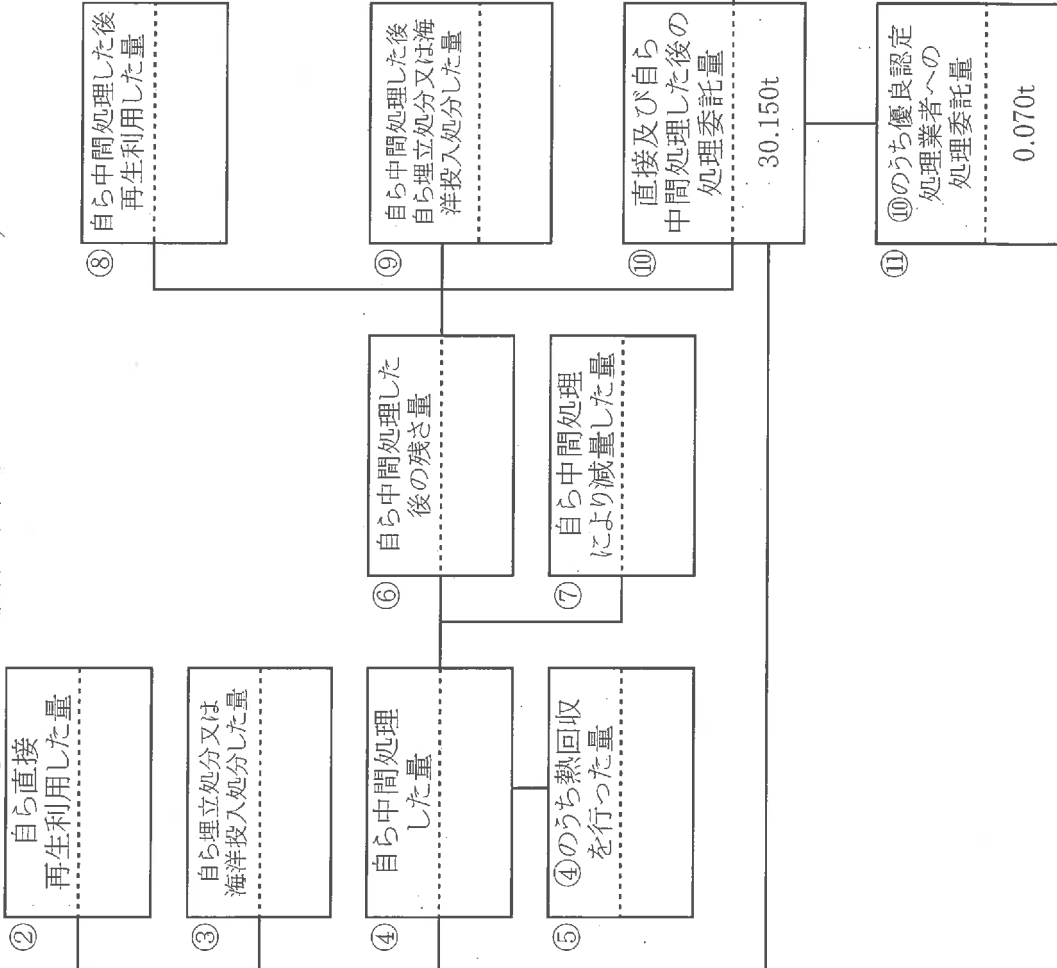 ②
自ら直接
再生利用した量
③
自ら埋立処分又は
海洋投入処分した量
④
自ら中間処理
した量
⑤
④のうち熱回収
を行った量
⑥
自ら中間処理した
後の残さ量
⑦
自ら中間処理
により減量した量
⑧
自ら中間処理した後
再生利用した量
⑨
自ら中間処理した後
自ら埋立処分又は海
洋投入処分した量
⑩
直接及び自ら
中間処理した後の
処理委託量
30.150t
⑪
⑩のうち優良認定
処理業者への
処理委託量
0.070t